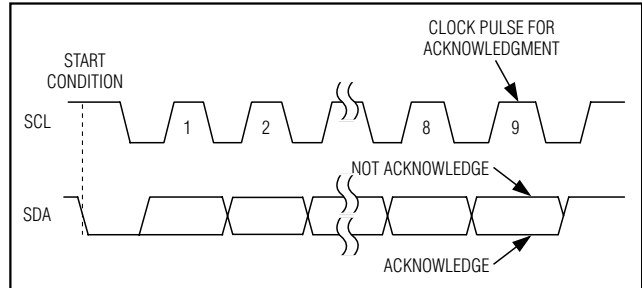 CLOCK PULSE FOR
ACKNOWLEDGMENT
START
CONDITION
SCL
1
2
8
9
NOT ACKNOWLEDGE
SDA
ACKNOWLEDGE